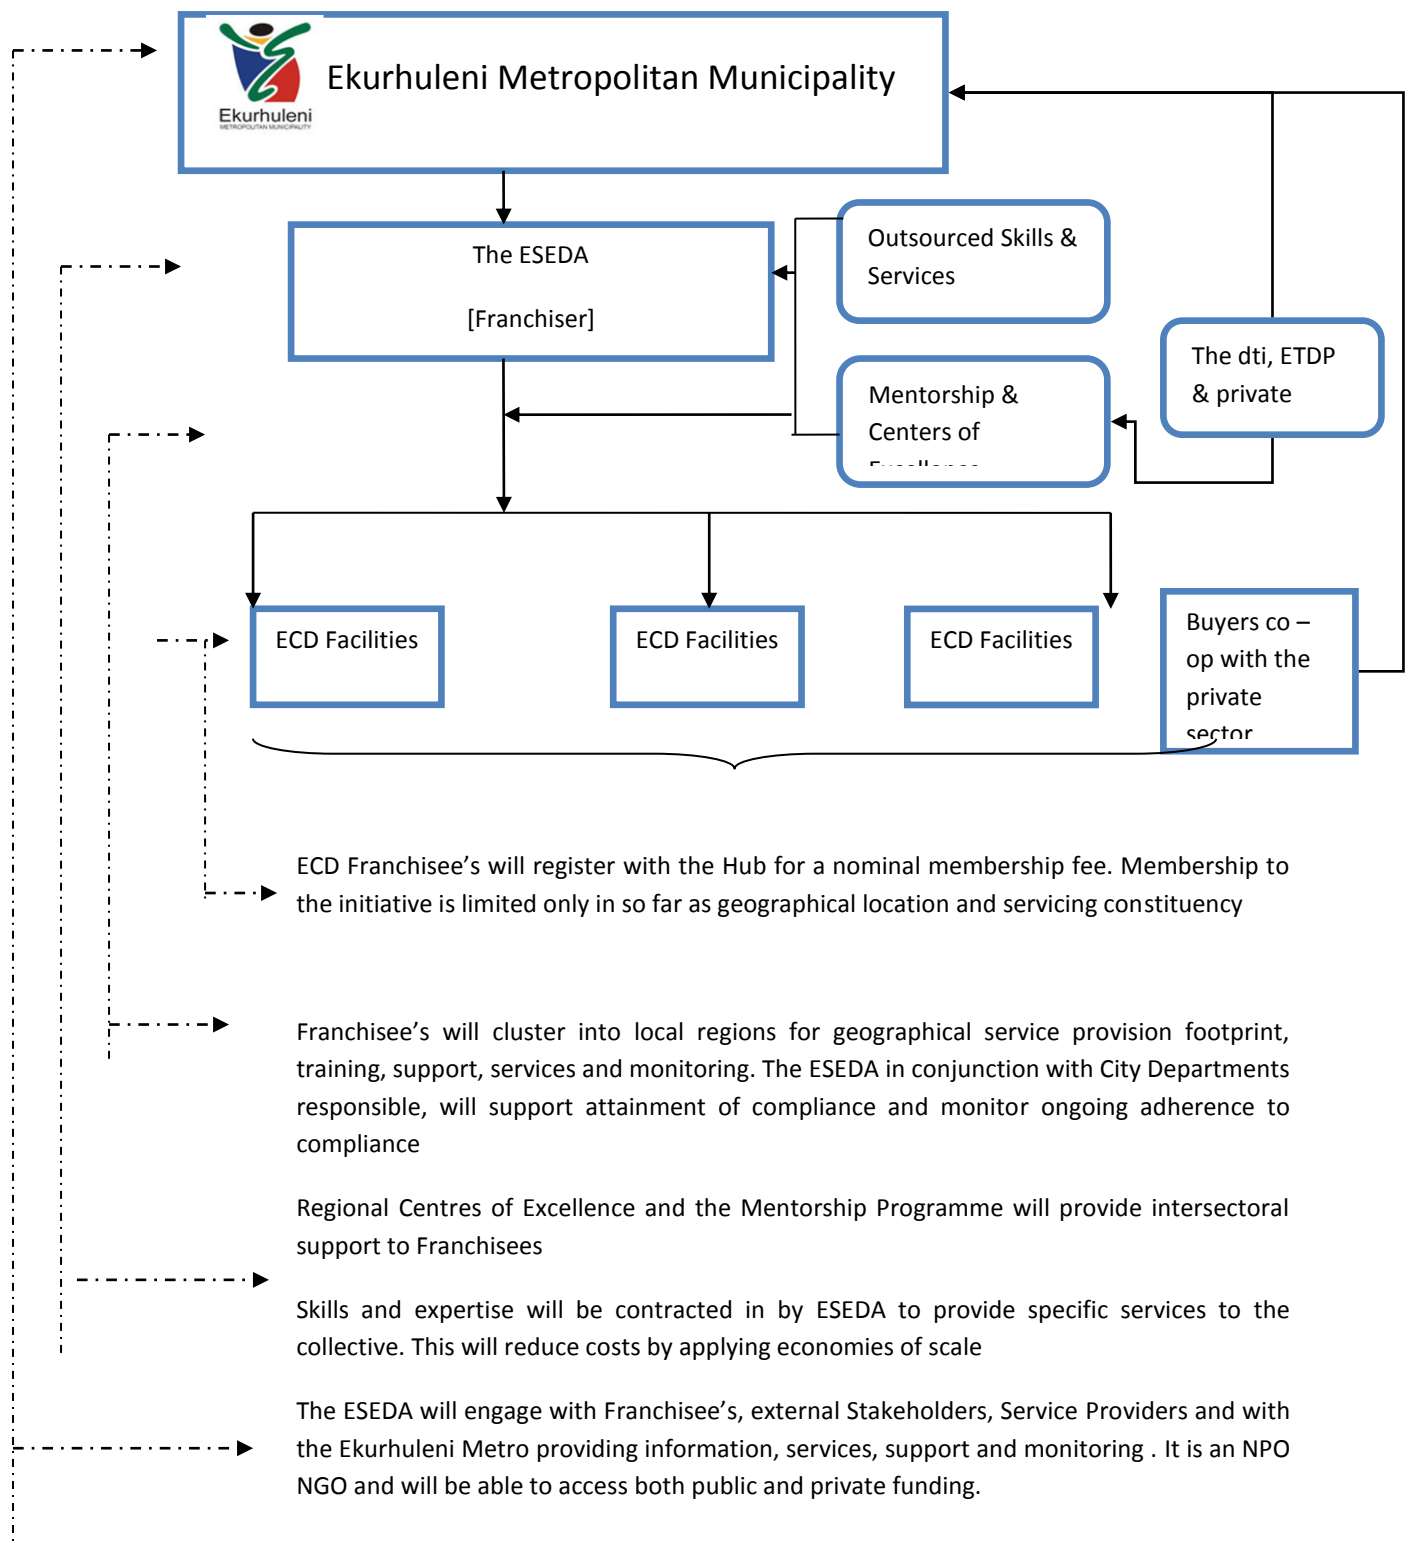 Ekurhuleni
METROPOLITAN MUNICIPALITY
Ekurhuleni Metropolitan Municipality
The ESEDA
[Franchiser]
Outsourced Skills &
Services
Mentorship &
Centers of
Excellence
The dti, ETDP
& private
ECD Facilities
ECD Facilities
ECD Facilities
Buyers co –
op with the
private
sector
ECD Franchisee’s will register with the Hub for a nominal membership fee. Membership to
the initiative is limited only in so far as geographical location and servicing constituency
Franchisee’s will cluster into local regions for geographical service provision footprint,
training, support, services and monitoring. The ESEDA in conjunction with City Departments
responsible, will support attainment of compliance and monitor ongoing adherence to
compliance
Regional Centres of Excellence and the Mentorship Programme will provide intersectoral
support to Franchisees
Skills and expertise will be contracted in by ESEDA to provide specific services to the
collective. This will reduce costs by applying economies of scale
The ESEDA will engage with Franchisee’s, external Stakeholders, Service Providers and with
the Ekurhuleni Metro providing information, services, support and monitoring . It is an NPO
NGO and will be able to access both public and private funding.